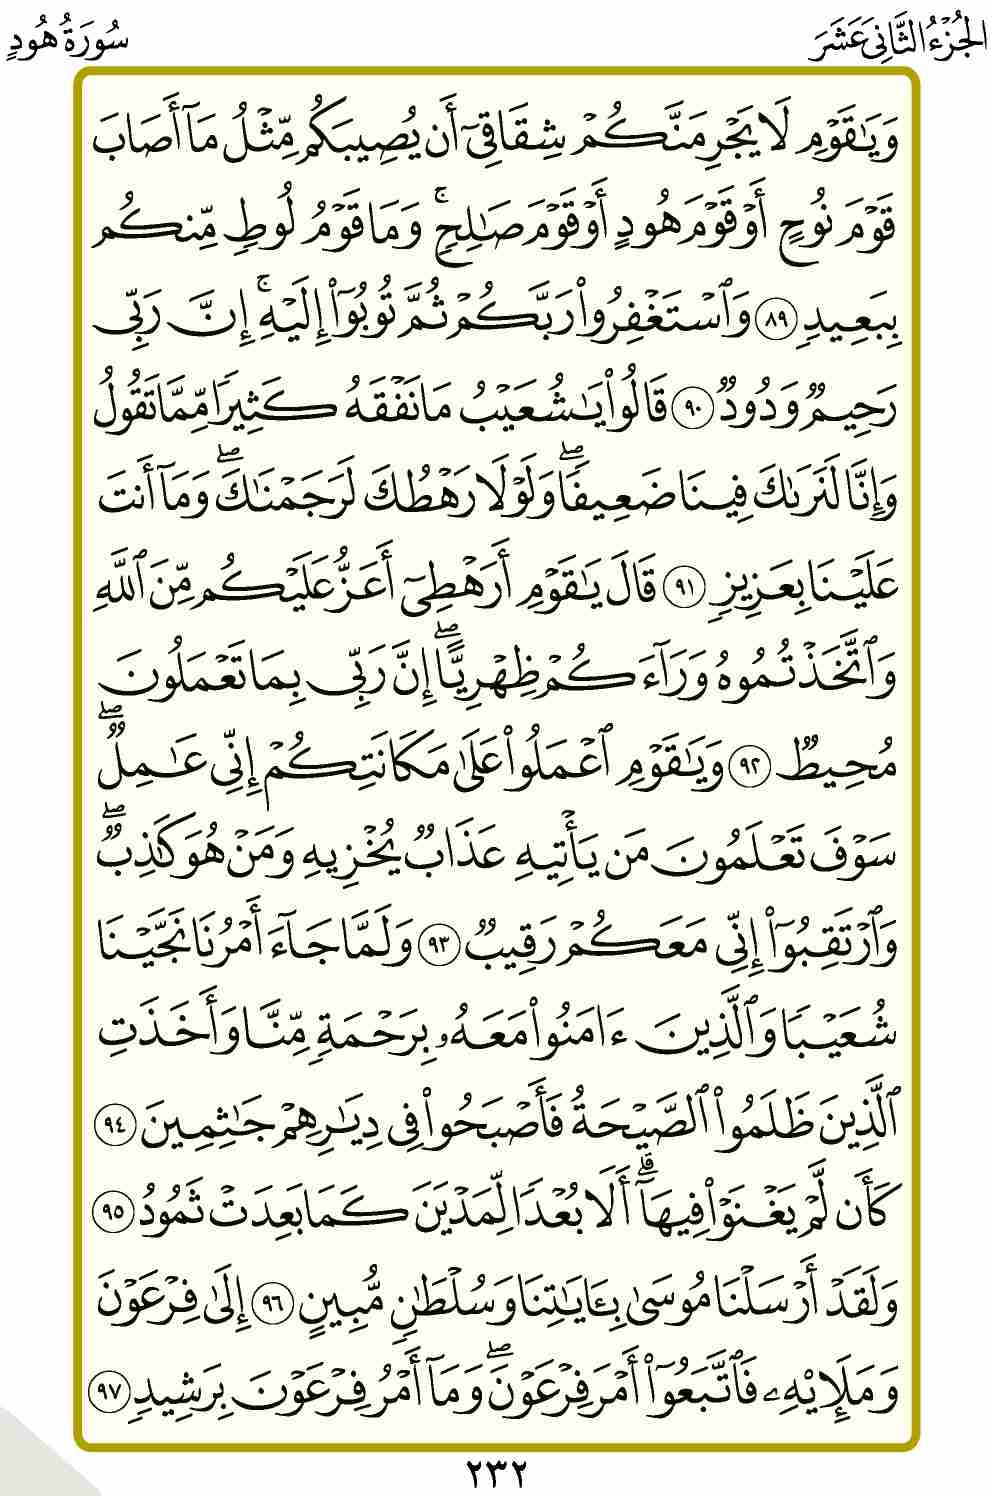 الجُزْءُ الثَّانِيَ عَشَرَ
سُورَةُ هُودٍ
وَيَٰقَوْمِ لَا يَجْرِمَنَّكُمْ شِقَاقِىٓ أَن يُصِيبَكُم مِّثْلُ مَآ أَصَابَ
قَوْمَ نُوحٍ أَوْ قَوْمَ هُودٍ أَوْ قَوْمَ صَٰلِحٍ ۚ وَمَا قَوْمُ لُوطٍ مِّنكُم
بِبَعِيدٍ ٨٩ وَٱسْتَغْفِرُوا۟ رَبَّكُمْ ثُمَّ تُوبُوٓا۟ إِلَيْهِ ۚ إِنَّ رَبِّى
رَحِيمٌ وَدُودٌ ٩٠ قَالُوا۟ يَٰشُعَيْبُ مَا نَفْقَهُ كَثِيرًا مِّمَّا تَقُولُ
وَإِنَّا لَنَرَىٰكَ فِينَا ضَعِيفًا ۖ وَلَوْلَا رَهْطُكَ لَرَجَمْنَٰكَ ۖ وَمَآ أَنتَ
عَلَيْنَا بِعَزِيزٍ ٩١ قَالَ يَٰقَوْمِ أَرَهْطِىٓ أَعَزُّ عَلَيْكُم مِّنَ ٱللَّهِ
وَٱتَّخَذْتُمُوهُ وَرَآءَكُمْ ظِهْرِيًّا ۖ إِنَّ رَبِّى بِمَا تَعْمَلُونَ
مُحِيطٌ ٩٢ وَيَٰقَوْمِ ٱعْمَلُوا۟ عَلَىٰ مَكَانَتِكُمْ إِنِّى عَٰمِلٌ ۖ
سَوْفَ تَعْلَمُونَ مَن يَأْتِيهِ عَذَابٌ يُخْزِيهِ وَمَنْ هُوَ كَٰذِبٌ ۖ
وَٱرْتَقِبُوٓا۟ إِنِّى مَعَكُمْ رَقِيبٌ ٩٣ وَلَمَّا جَآءَ أَمْرُنَا نَجَّيْنَا
شُعَيْبًا وَٱلَّذِينَ ءَامَنُوا۟ مَعَهُۥ بِرَحْمَةٍ مِّنَّا وَأَخَذَتِ
ٱلَّذِينَ ظَلَمُوا۟ ٱلصَّيْحَةُ فَأَصْبَحُوا۟ فِى دِيَٰرِهِمْ جَٰثِمِينَ ٩٤
كَأَن لَّمْ يَغْنَوْا۟ فِيهَآ ۗ أَلَا بُعْدًا لِّمَدْيَنَ كَمَا بَعِدَتْ ثَمُودُ ٩٥
وَلَقَدْ أَرْسَلْنَا مُوسَىٰ بِـَٔايَٰتِنَا وَسُلْطَٰنٍ مُّبِينٍ ٩٦ إِلَىٰ فِرْعَوْنَ
وَمَلَإِي۟هِۦ فَٱتَّبَعُوٓا۟ أَمْرَ فِرْعَوْنَ ۖ وَمَآ أَمْرُ فِرْعَوْنَ بِرَشِيدٍ ٩٧
٢٣٢